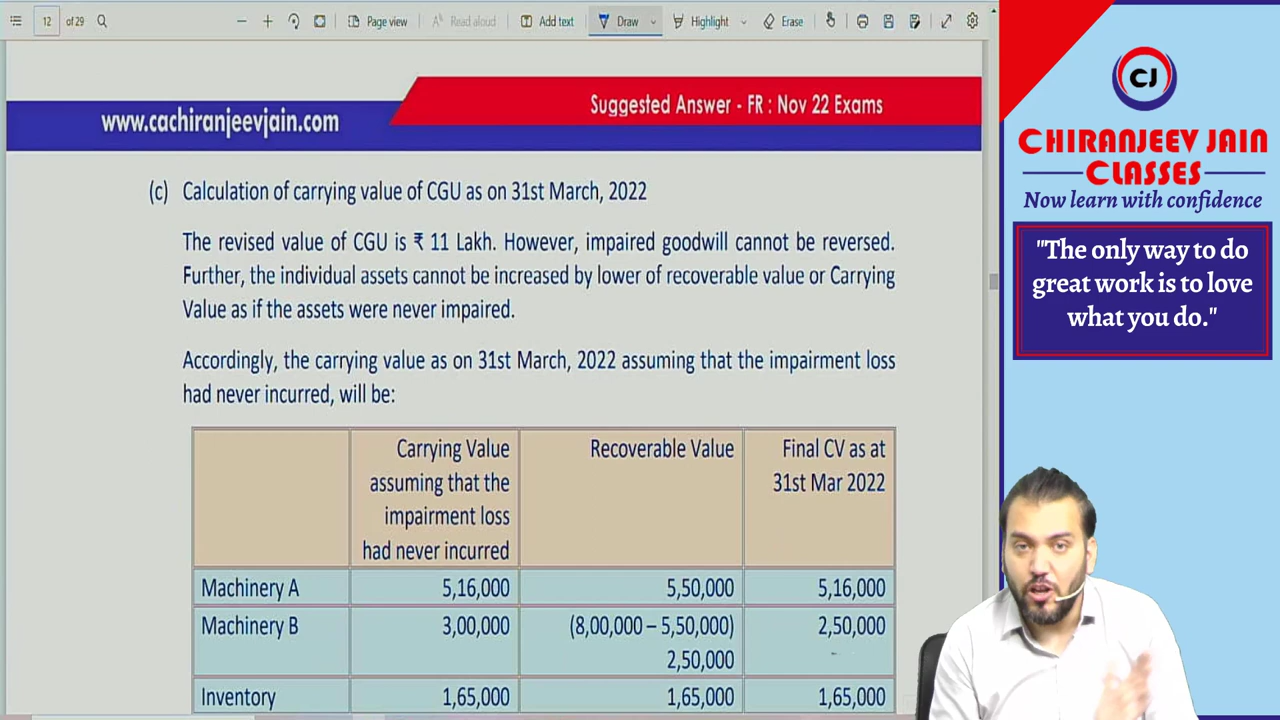 12 of 29
Page view
Read aloud
Add text
Draw
Highlight
Erase
www.cachiranjeevjain.com
Suggested Answer - FR : Nov 22 Exams
(c) Calculation of carrying value of CGU as on 31st March, 2022
The revised value of CGU is ₹ 11 Lakh. However, impaired goodwill cannot be reversed.
Further, the individual assets cannot be increased by lower of recoverable value or Carrying
Value as if the assets were never impaired.
Accordingly, the carrying value as on 31st March, 2022 assuming that the impairment loss
had never incurred, will be:
Carrying Value
assuming that the
impairment loss
had never incurred
Recoverable Value
Final CV as at
31st Mar 2022
Machinery A 5,16,000 5,50,000 5,16,000
Machinery B 3,00,000 (8,00,000 – 5,50,000) 2,50,000
2,50,000
Inventory 1,65,000 1,65,000 1,65,000
CJ
CHIRANJEEV JAIN
CLASSES
Now learn with confidence
"The only way to do
great work is to love
what you do."